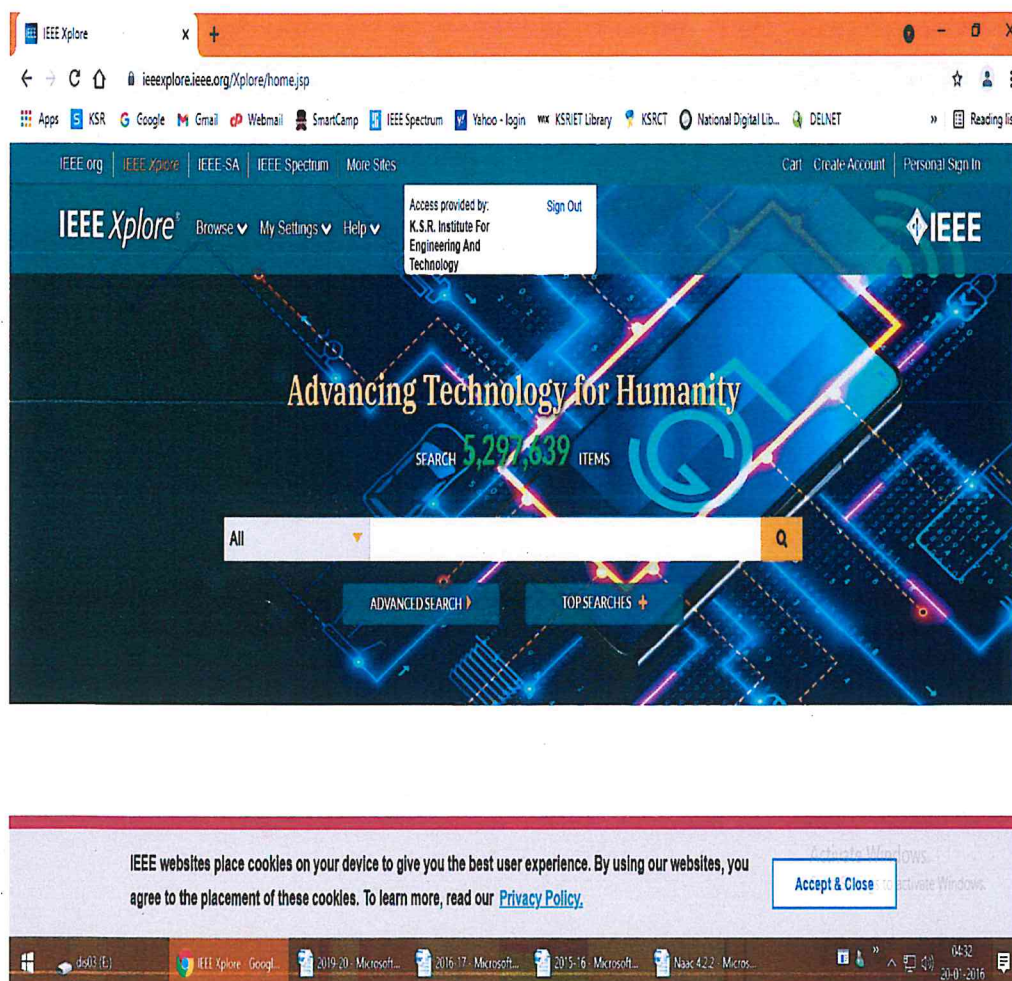 IEEE Xplore
ieeexplore.ieee.org/Xplore/home.jsp
Apps KSR Google Gmail Webmail SmartCamp IEEE Spectrum Yahoo - login WIX KSRIET Library KSRCT National Digital Lib... DELNET » Reading lis
IEEE.org | IEEE Xplore | IEEE-SA | IEEE Spectrum | More Sites Cart Create Account | Personal Sign In
IEEE Xplore® Browse My Settings Help
Access provided by: Sign Out
K.S.R. Institute For
Engineering And
Technology
IEEE
Advancing Technology for Humanity
SEARCH 5,297,639 ITEMS
All
ADVANCED SEARCH TOP SEARCHES +
IEEE websites place cookies on your device to give you the best user experience. By using our websites, you
agree to the placement of these cookies. To learn more, read our Privacy Policy.
Accept & Close
Activate Windows
to activate Windows.
dis03 (E:) IEEE Xplore - Googl... 2019-20 - Microsoft... 2016-17 - Microsoft... 2015-16 - Microsoft... Naac 4.2.2 - Micros...
04:32
20-01-2016